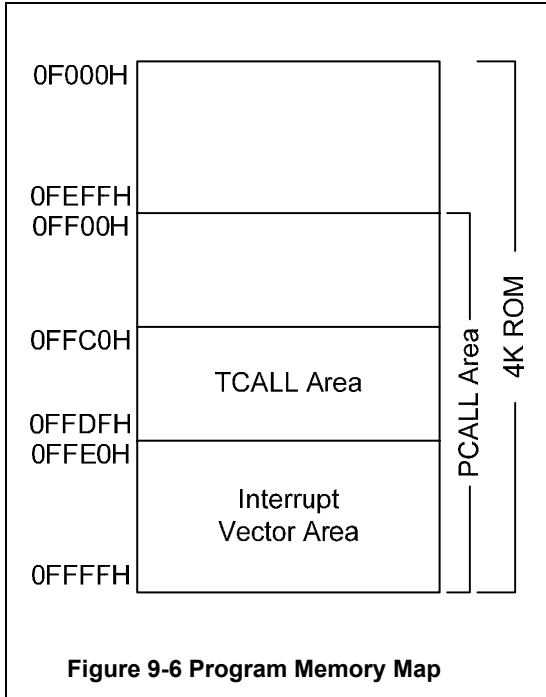 0F000H
0FEFFH
0FF00H
0FFC0H
TCALL Area
0FFDFH
0FFE0H
Interrupt
Vector Area
0FFFFH
PCALL Area
4K ROM
Figure 9-6 Program Memory Map